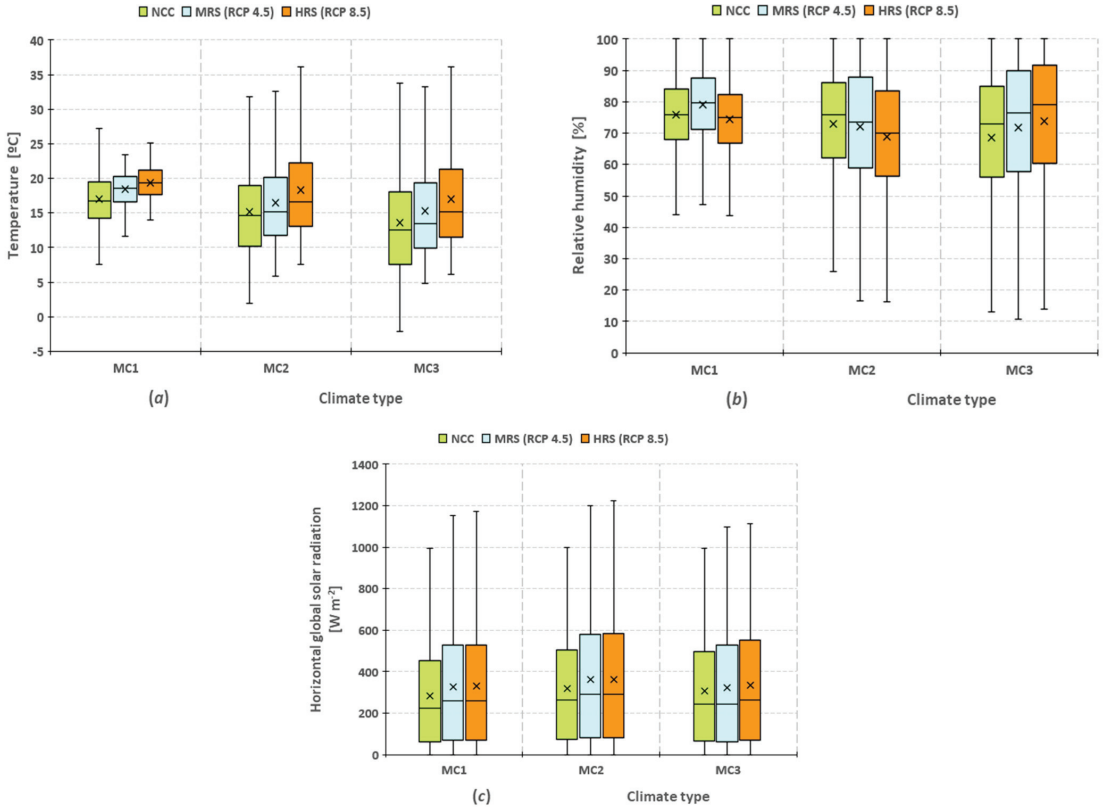 NCC MRS (RCP 4.5) HRS (RCP 8.5)
Temperature [ºC]
40
35
30
25
20
15
10
5
0
-5
MC1 MC2 MC3
(a) Climate type
NCC MRS (RCP 4.5) HRS (RCP 8.5)
Relative humidity [%]
100
90
80
70
60
50
40
30
20
10
0
MC1 MC2 MC3
(b) Climate type
NCC MRS (RCP 4.5) HRS (RCP 8.5)
Horizontal global solar radiation
[W m-2]
1400
1200
1000
800
600
400
200
0
MC1 MC2 MC3
(c) Climate type